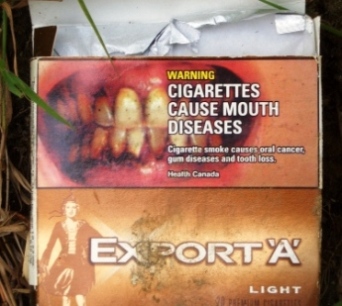 WARNING
CIGARETTES
CAUSE MOUTH
DISEASES
Cigarette smoke causes oral cancer,
gum diseases and tooth loss.
Health Canada
EXPORT 'A'
LIGHT